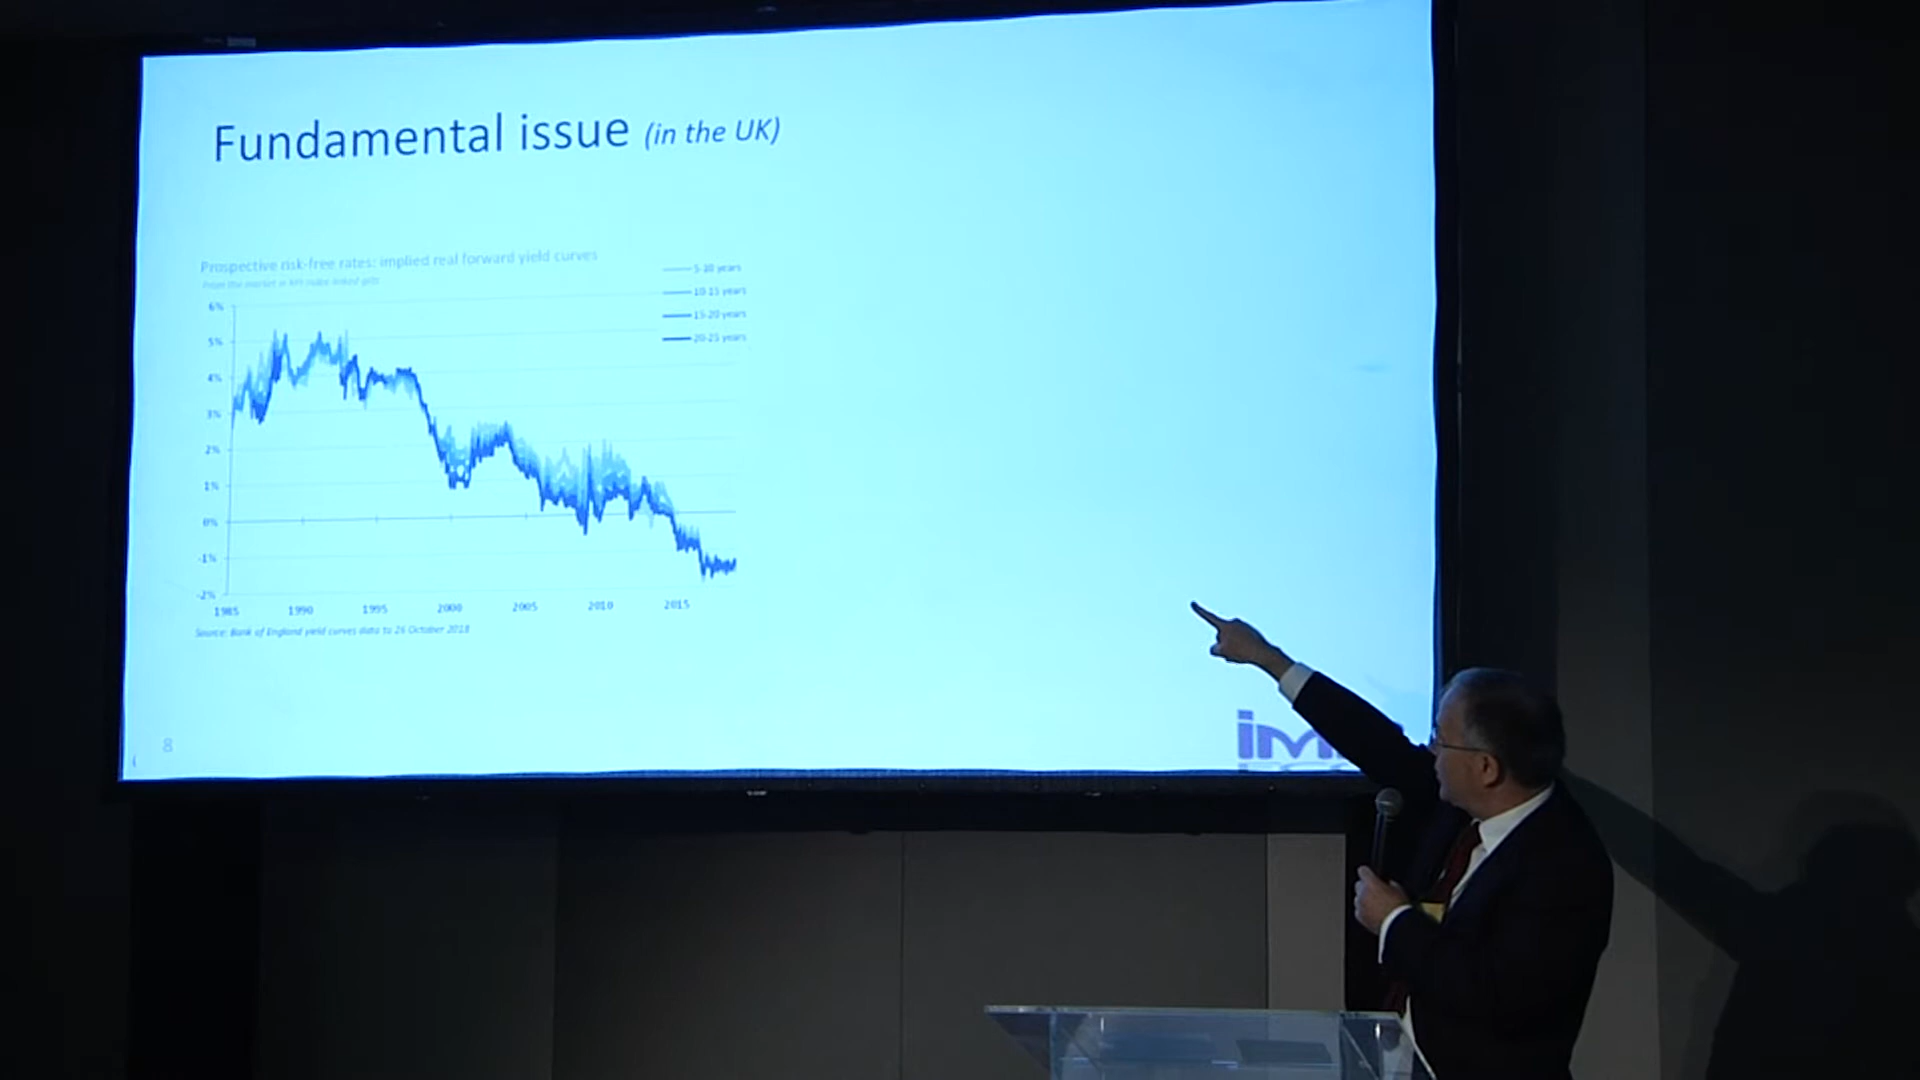 Fundamental issue (in the UK)
Prospective risk-free rates: implied real forward yield curves
From the market in RPI index-linked gilts
5-10 years
10-15 years
15-20 years
20-25 years
6%
5%
4%
3%
2%
1%
0%
-1%
-2%
1985 1990 1995 2000 2005 2010 2015
Source: Bank of England yield curves data to 26 October 2018
8